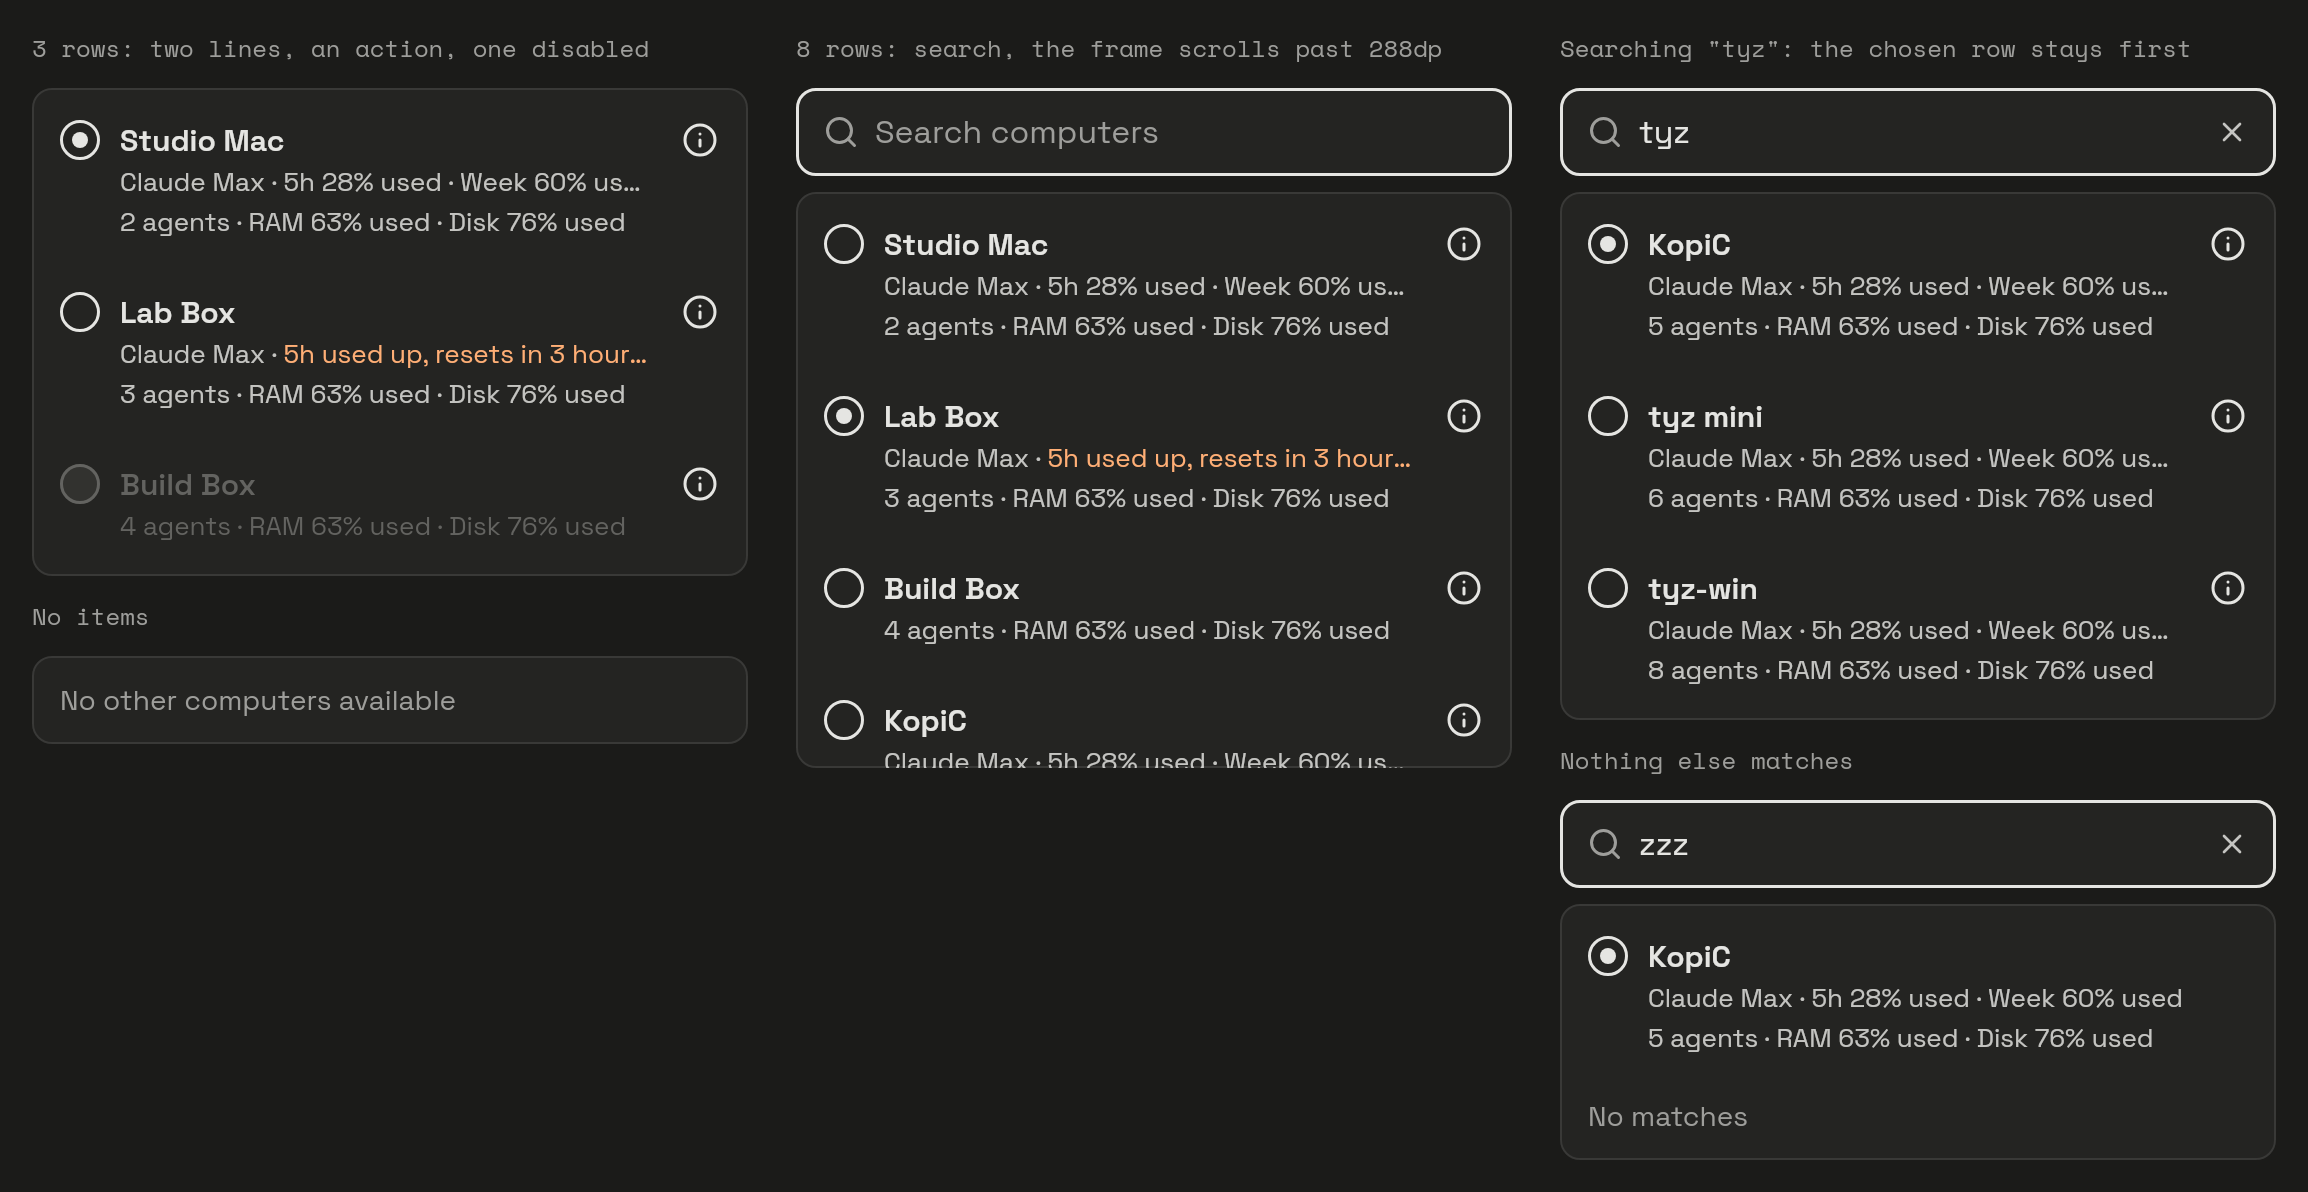 3 rows: two lines, an action, one disabled
Studio Mac
Claude Max · 5h 28% used · Week 60% us...
2 agents · RAM 63% used · Disk 76% used
Lab Box
Claude Max · 5h used up, resets in 3 hour...
3 agents · RAM 63% used · Disk 76% used
Build Box
4 agents · RAM 63% used · Disk 76% used
No items
No other computers available
8 rows: search, the frame scrolls past 288dp
Search computers
Studio Mac
Claude Max · 5h 28% used · Week 60% us...
2 agents · RAM 63% used · Disk 76% used
Lab Box
Claude Max · 5h used up, resets in 3 hour...
3 agents · RAM 63% used · Disk 76% used
Build Box
4 agents · RAM 63% used · Disk 76% used
KopiC
Claude Max · 5h 28% used · Week 60% us...
Searching "tyz": the chosen row stays first
tyz
KopiC
Claude Max · 5h 28% used · Week 60% us...
5 agents · RAM 63% used · Disk 76% used
tyz mini
Claude Max · 5h 28% used · Week 60% us...
6 agents · RAM 63% used · Disk 76% used
tyz-win
Claude Max · 5h 28% used · Week 60% us...
8 agents · RAM 63% used · Disk 76% used
Nothing else matches
zzz
KopiC
Claude Max · 5h 28% used · Week 60% used
5 agents · RAM 63% used · Disk 76% used
No matches